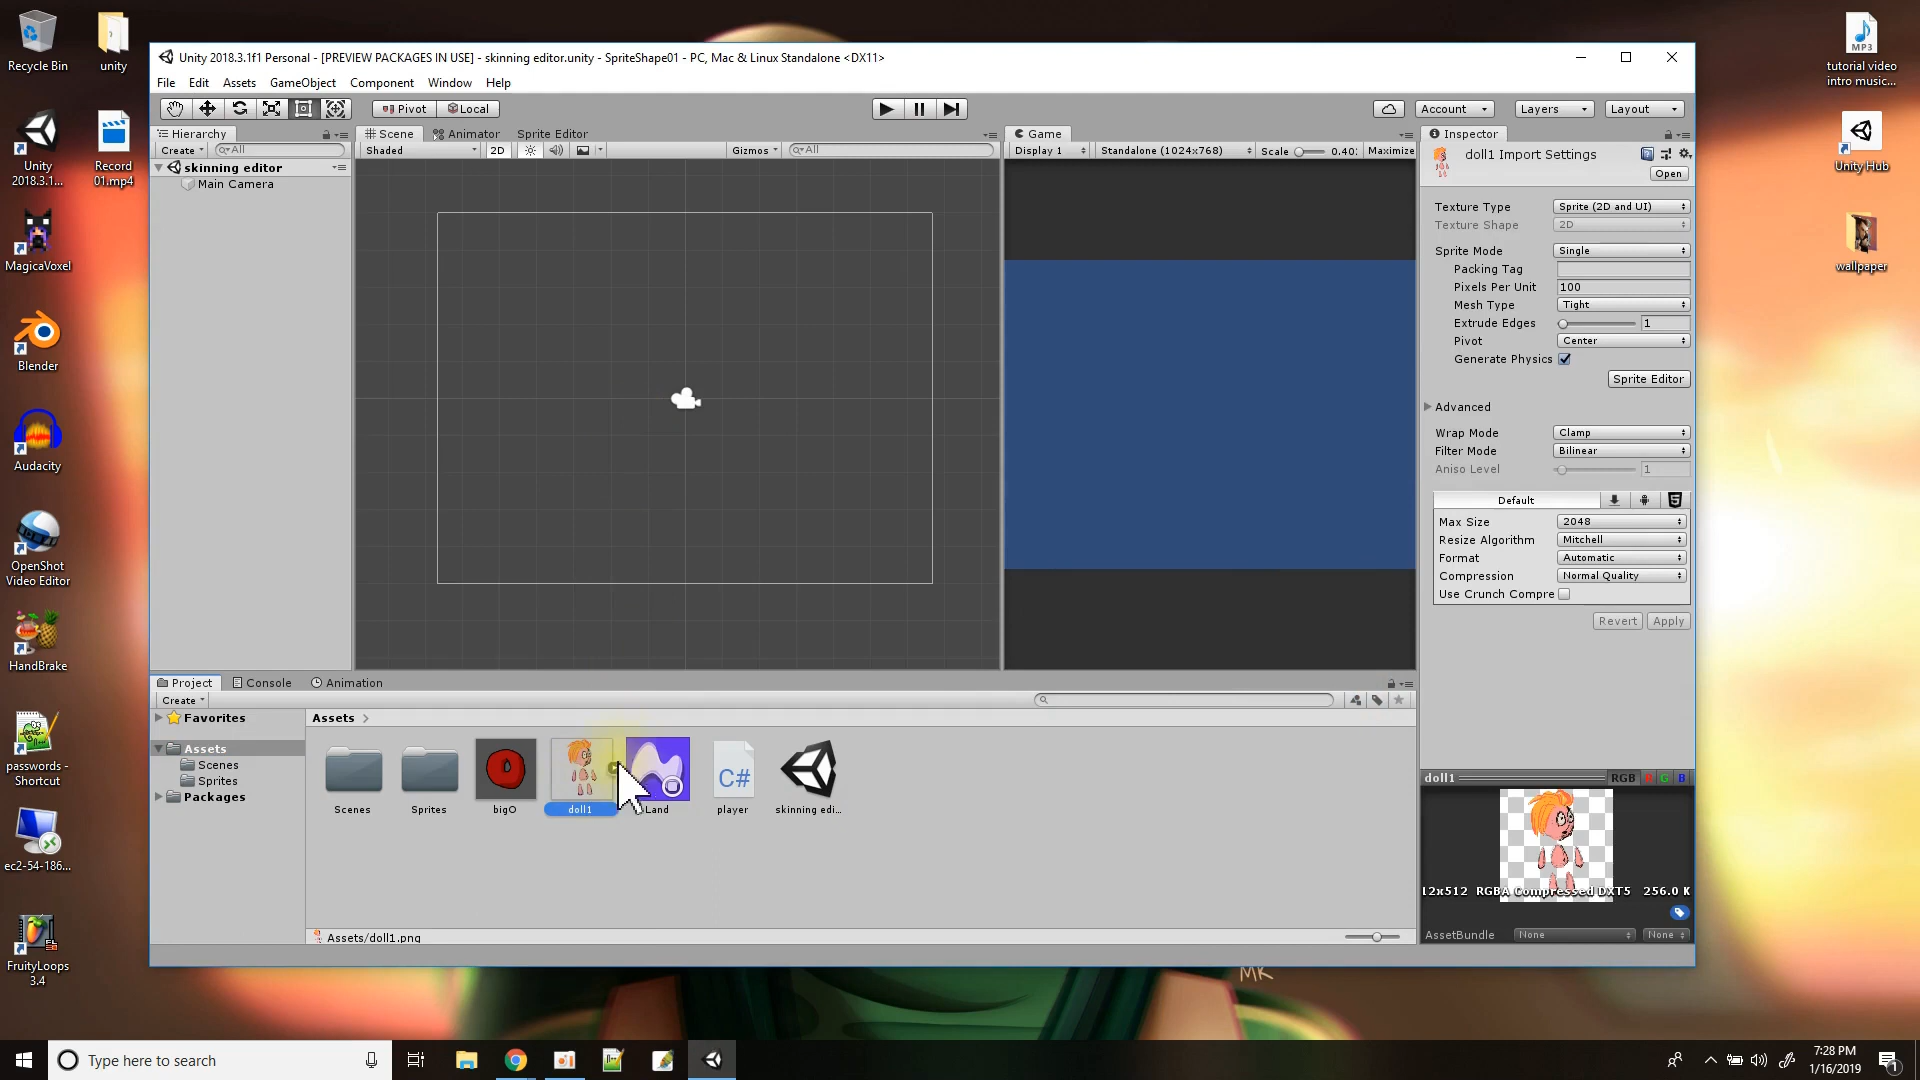 Recycle Bin
unity
Unity 2018.3.1...
Record 01.mp4
MagicaVoxel
Blender
Audacity
OpenShot Video Editor
HandBrake
passwords - Shortcut
ec2-54-186...
FruityLoops 3.4
tutorial video intro music...
Unity Hub
wallpaper
Unity 2018.3.1f1 Personal - [PREVIEW PACKAGES IN USE] - skinning editor.unity - SpriteShape01 - PC, Mac & Linux Standalone <DX11>
File Edit Assets GameObject Component Window Help
Pivot Local Account Layers Layout
Hierarchy
Create All
skinning editor
Main Camera
Scene Animator Sprite Editor
Shaded 2D Gizmos All
Game
Display 1 Standalone (1024x768) Scale 0.40: Maximize
Inspector
doll1 Import Settings
Open
Texture Type Sprite (2D and UI)
Texture Shape 2D
Sprite Mode Single
Packing Tag
Pixels Per Unit 100
Mesh Type Tight
Extrude Edges 1
Pivot Center
Generate Physics
Sprite Editor
Advanced
Wrap Mode Clamp
Filter Mode Bilinear
Aniso Level 1
Default
Max Size 2048
Resize Algorithm Mitchell
Format Automatic
Compression Normal Quality
Use Crunch Compre
Revert Apply
Project Console Animation
Create
Favorites
Assets
Scenes
Sprites
Packages
Assets
Scenes Sprites bigO doll1 Land player skinning edi...
C#
Assets/doll1.png
doll1 RGB R G B
12x512 RGBA Compressed DXT5 256.0 K
AssetBundle None None
MK
Type here to search
7:28 PM
1/16/2019
1